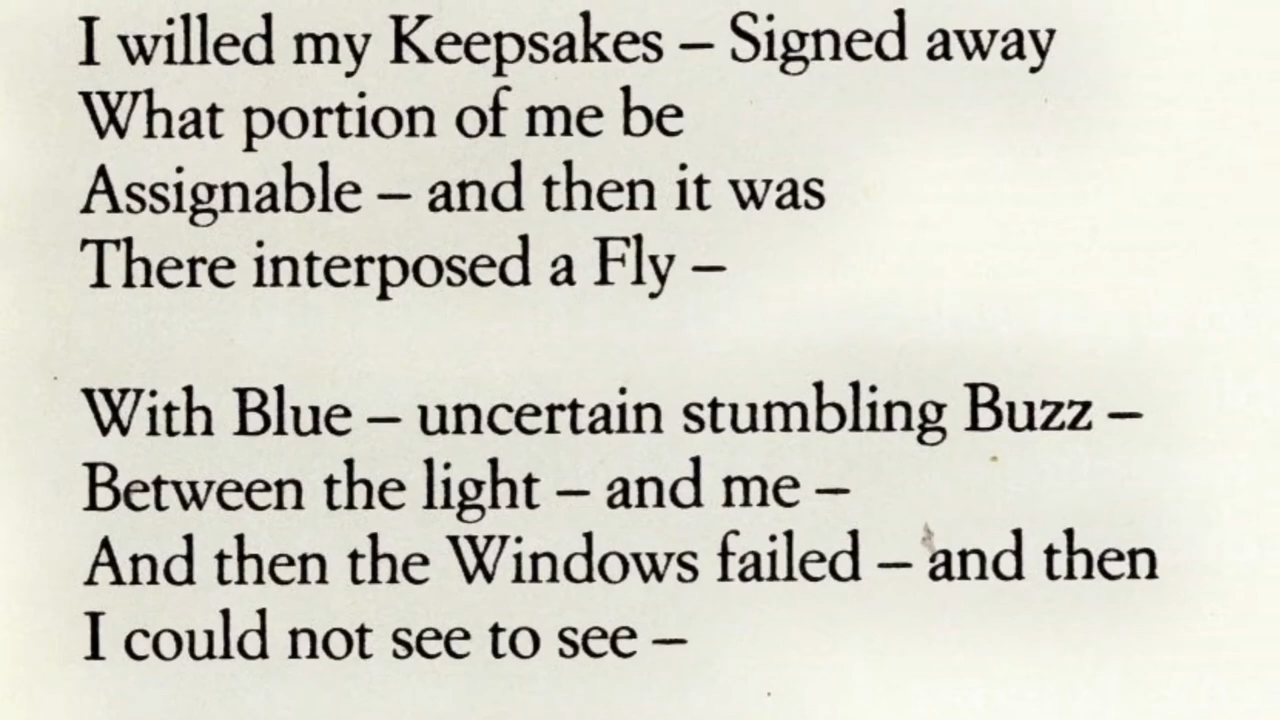 I willed my Keepsakes – Signed away
What portion of me be
Assignable – and then it was
There interposed a Fly –
With Blue – uncertain stumbling Buzz –
Between the light – and me –
And then the Windows failed – and then
I could not see to see –